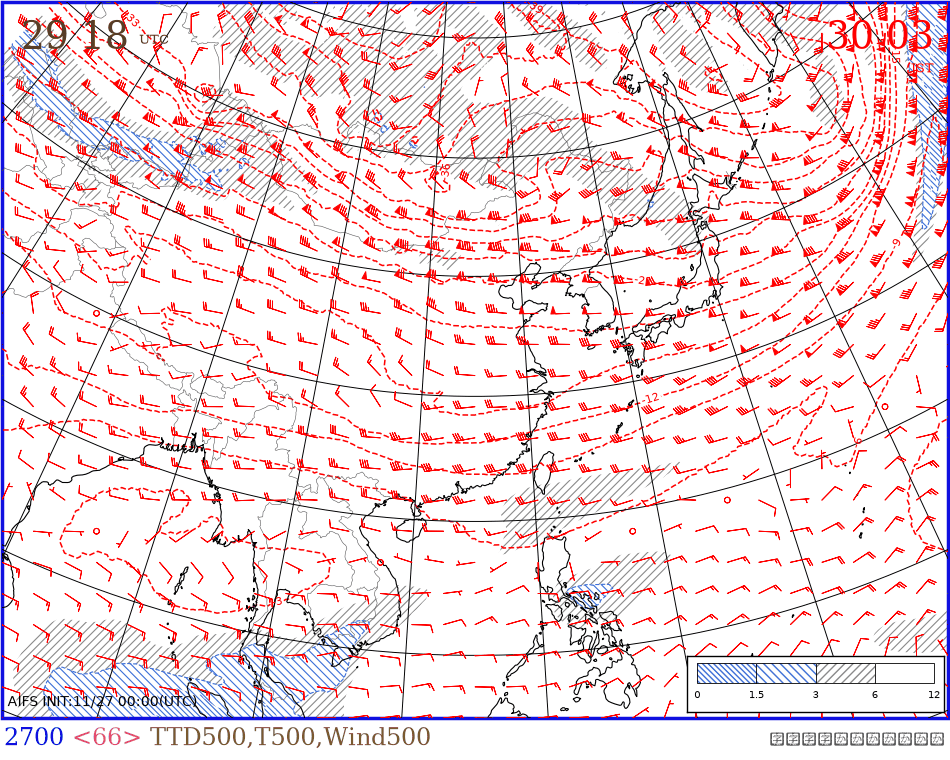 29 18 UTC
30 03 JST
-12
AIFS INIT:11/27 00:00(UTC)
0 1.5 3 6 12
2700 <66> TTD500,T500,Wind500